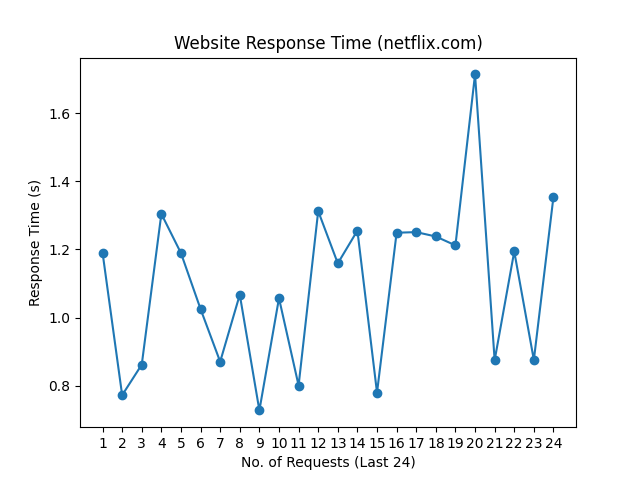 Website Response Time (netflix.com)
1.6
1.4
1.2
1.0
0.8
Response Time (s)
1 2 3 4 5 6 7 8 9 10 11 12 13 14 15 16 17 18 19 20 21 22 23 24
No. of Requests (Last 24)